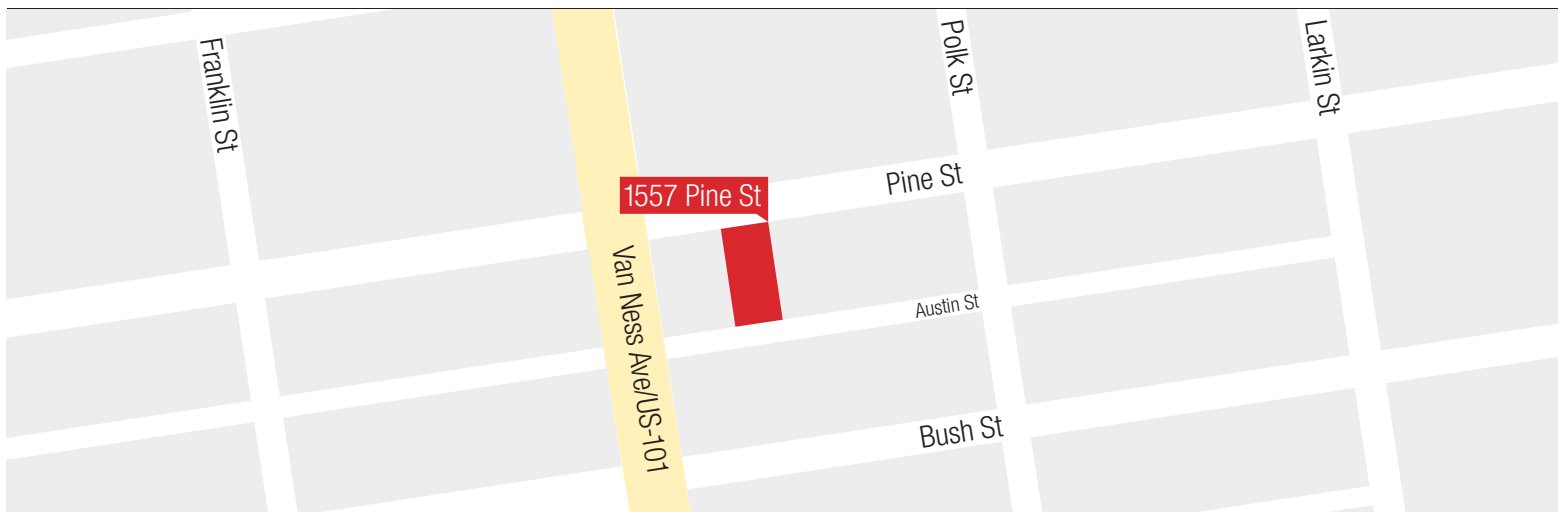 Franklin St
Polk St
Larkin St
Pine St
1557 Pine St
Van Ness Ave/US-101
Austin St
Bush St